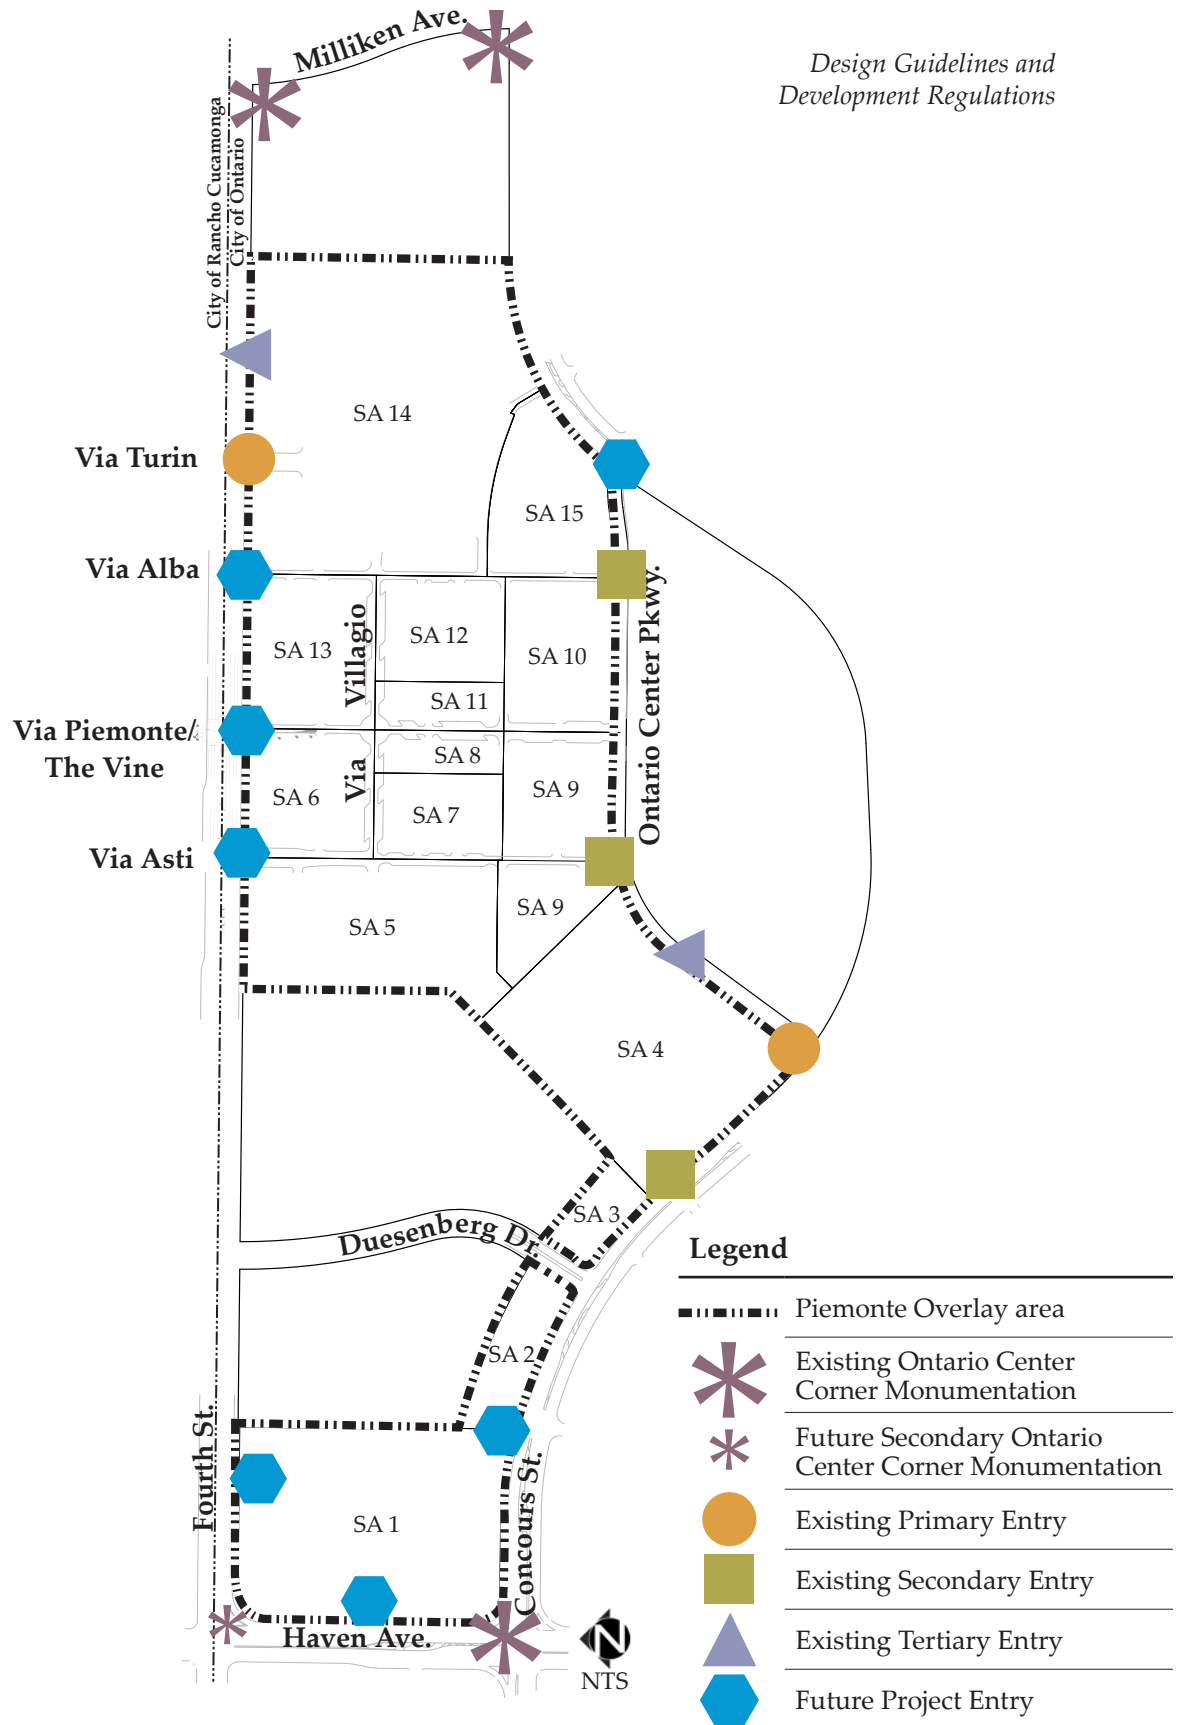 Milliken Ave.
Design Guidelines and
Development Regulations
City of Rancho Cucamonga
City of Ontario
SA 14
Via Turin
SA 15
Via Alba
Ontario Center Pkwy.
Via Villagio
SA 13
SA 12
SA 10
SA 11
Via Piemonte/
The Vine
SA 8
SA 6
SA 9
SA 7
Via Asti
SA 9
SA 5
SA 4
SA 3
Duesenberg Dr.
SA 2
Fourth St.
Concours St.
SA 1
Haven Ave.
N
NTS
Legend
Piemonte Overlay area
Existing Ontario Center
Corner Monumentation
Future Secondary Ontario
Center Corner Monumentation
Existing Primary Entry
Existing Secondary Entry
Existing Tertiary Entry
Future Project Entry